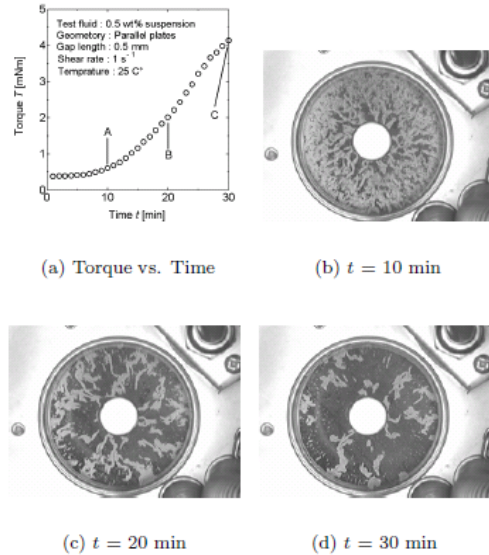 Test fluid : 0.5 wt% suspension
Geometory : Parallel plates
Gap length : 0.5 mm
Shear rate : 1 s⁻¹
Temprature : 25 C°
Torque T [mNm]
5
4
3
2
1
0
A
B
C
0 10 20 30
Time t [min]
(a) Torque vs. Time
(b) t = 10 min
(c) t = 20 min
(d) t = 30 min